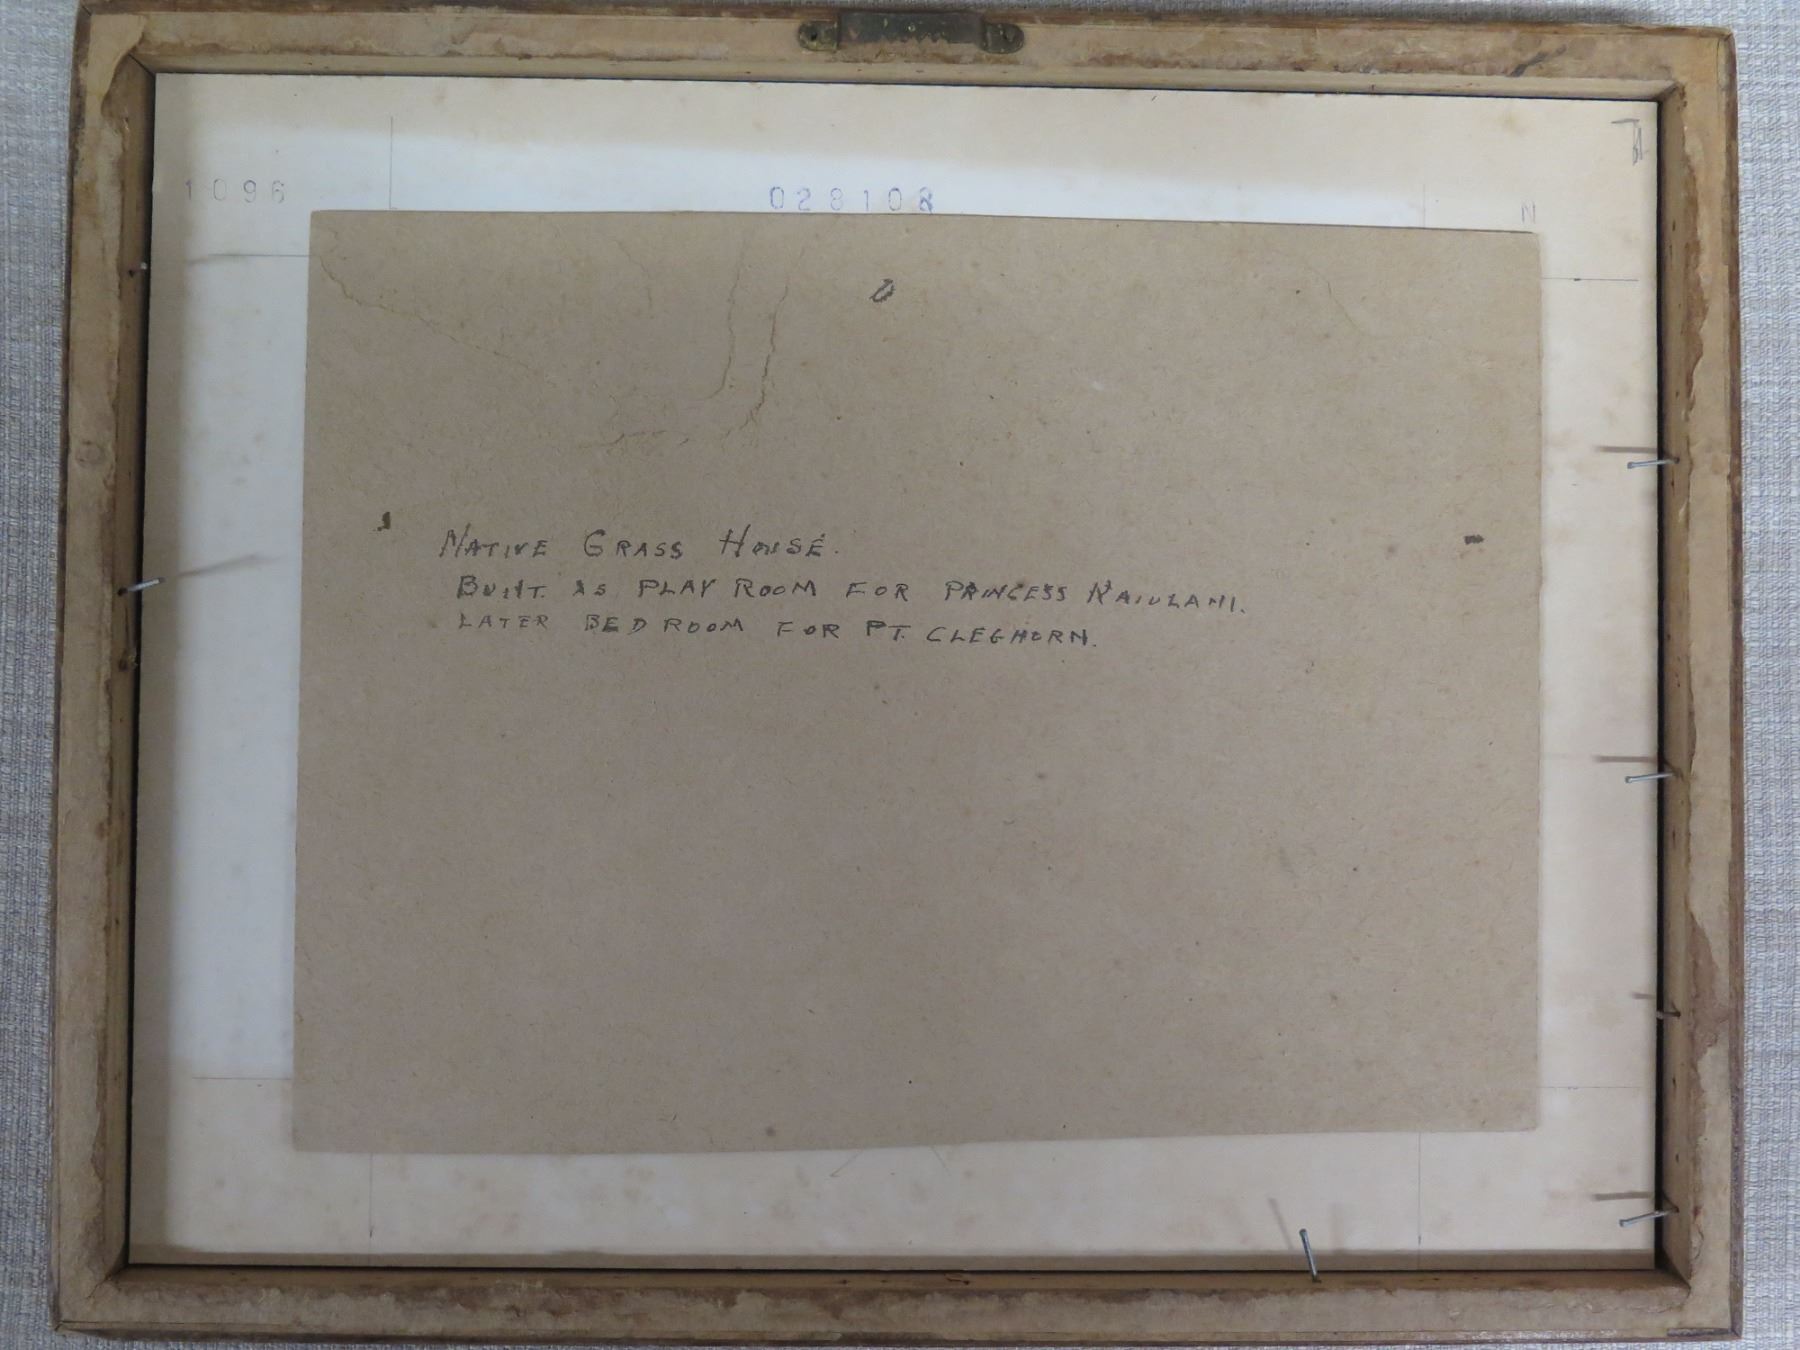 1096
028108
N
NATIVE GRASS HOUSE.
BUILT AS PLAY ROOM FOR PRINCESS KAIULANI.
LATER BED ROOM FOR PT. CLEGHORN.